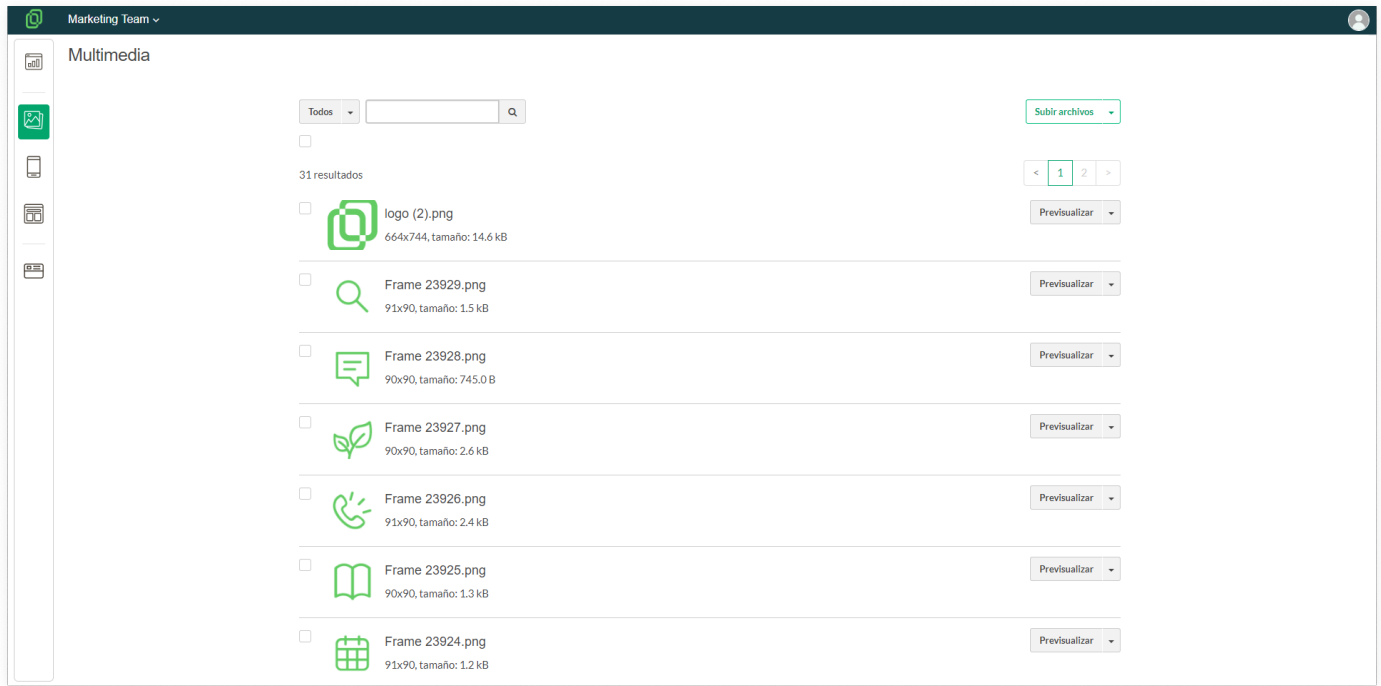 Marketing Team
Multimedia
Todos
Subir archivos
31 resultados
< 1 2 >
logo (2).png
Previsualizar
664x744, tamaño: 14.6 kB
Frame 23929.png
Previsualizar
91x90, tamaño: 1.5 kB
Frame 23928.png
Previsualizar
90x90, tamaño: 745.0 B
Frame 23927.png
Previsualizar
90x90, tamaño: 2.6 kB
Frame 23926.png
Previsualizar
91x90, tamaño: 2.4 kB
Frame 23925.png
Previsualizar
90x90, tamaño: 1.3 kB
Frame 23924.png
Previsualizar
91x90, tamaño: 1.2 kB